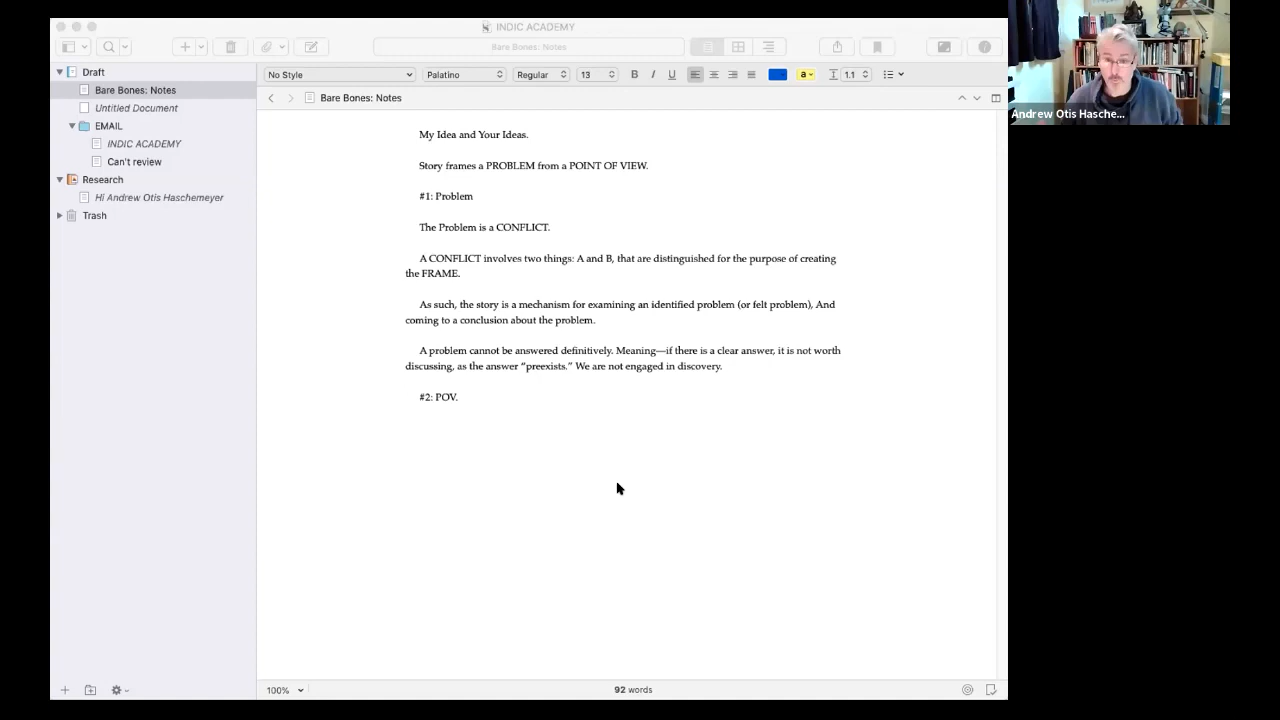 INDIC ACADEMY
Bare Bones: Notes
Draft
Bare Bones: Notes
Untitled Document
EMAIL
INDIC ACADEMY
Can't review
Research
Hi Andrew Otis Haschemeyer
Trash
No Style
Palatino
Regular
13
B
I
U
a
1.1
Bare Bones: Notes
My Idea and Your Ideas.
Story frames a PROBLEM from a POINT OF VIEW.
#1: Problem
The Problem is a CONFLICT.
A CONFLICT involves two things: A and B, that are distinguished for the purpose of creating
the FRAME.
As such, the story is a mechanism for examining an identified problem (or felt problem), And
coming to a conclusion about the problem.
A problem cannot be answered definitively. Meaning—if there is a clear answer, it is not worth
discussing, as the answer “preexists.” We are not engaged in discovery.
#2: POV.
100%
92 words
Andrew Otis Hasche...